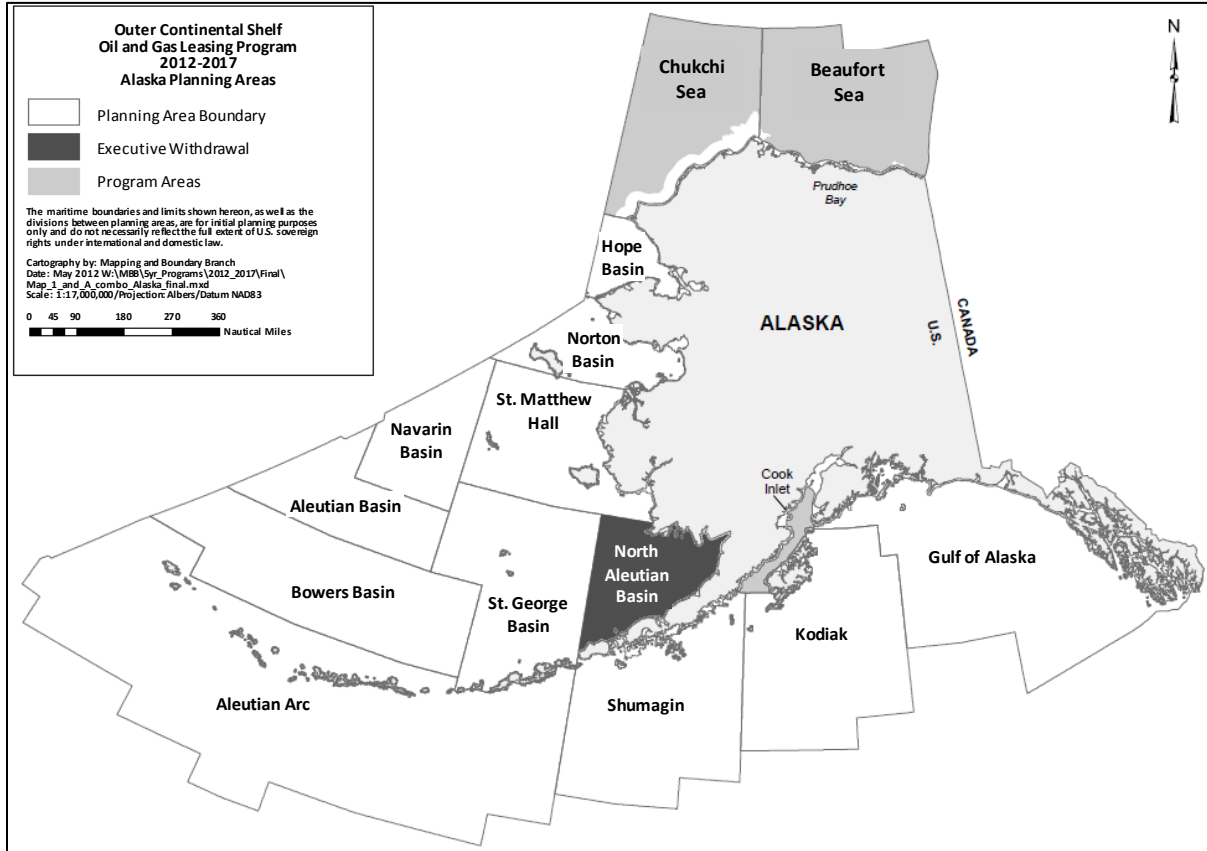 Outer Continental Shelf
Oil and Gas Leasing Program
2012-2017
Alaska Planning Areas
Planning Area Boundary
Executive Withdrawal
Program Areas
The maritime boundaries and limits shown hereon, as well as the
divisions between planning areas, are for initial planning purposes
only and do not necessarily reflect the full extent of U.S. sovereign
rights under international and domestic law.
Cartography by: Mapping and Boundary Branch
Date: May 2012 W:\MBB\5yr_Programs\2012_2017\Final\
Map_1_and_A_combo_Alaska_final.mxd
Scale: 1:17,000,000/Projection: Albers/Datum NAD83
0 45 90 180 270 360
Nautical Miles
N
Chukchi
Sea
Beaufort
Sea
Prudhoe
Bay
Hope
Basin
ALASKA
U.S.
CANADA
Norton
Basin
St. Matthew
Hall
Navarin
Basin
Aleutian Basin
Cook
Inlet
North
Aleutian
Basin
Gulf of Alaska
Bowers Basin
St. George
Basin
Kodiak
Aleutian Arc
Shumagin